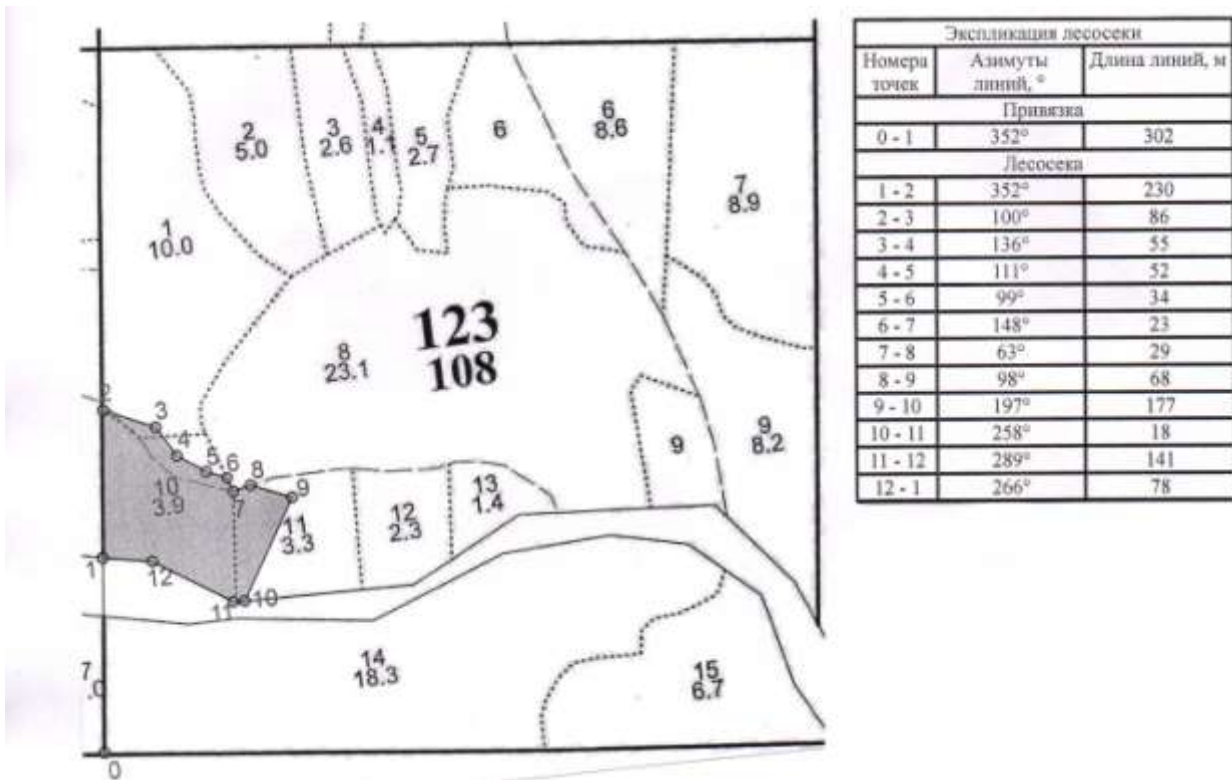 2
5.0
3
2.6
4
1.1
5
2.7
6
6
8.6
7
8.9
1
10.0
123
108
8
23.1
2
3
4
5
6
7
8
9
10
3.9
11
3.3
12
2.3
13
1.4
9
9
8.2
1
12
11
10
14
18.3
15
6.7
7
.0
0
Экспликация лесосеки
Номера точек Азимуты линий, ° Длина линий, м
Привязка
0 - 1 352° 302
Лесосека
1 - 2 352° 230
2 - 3 100° 86
3 - 4 136° 55
4 - 5 111° 52
5 - 6 99° 34
6 - 7 148° 23
7 - 8 63° 29
8 - 9 98° 68
9 - 10 197° 177
10 - 11 258° 18
11 - 12 289° 141
12 - 1 266° 78